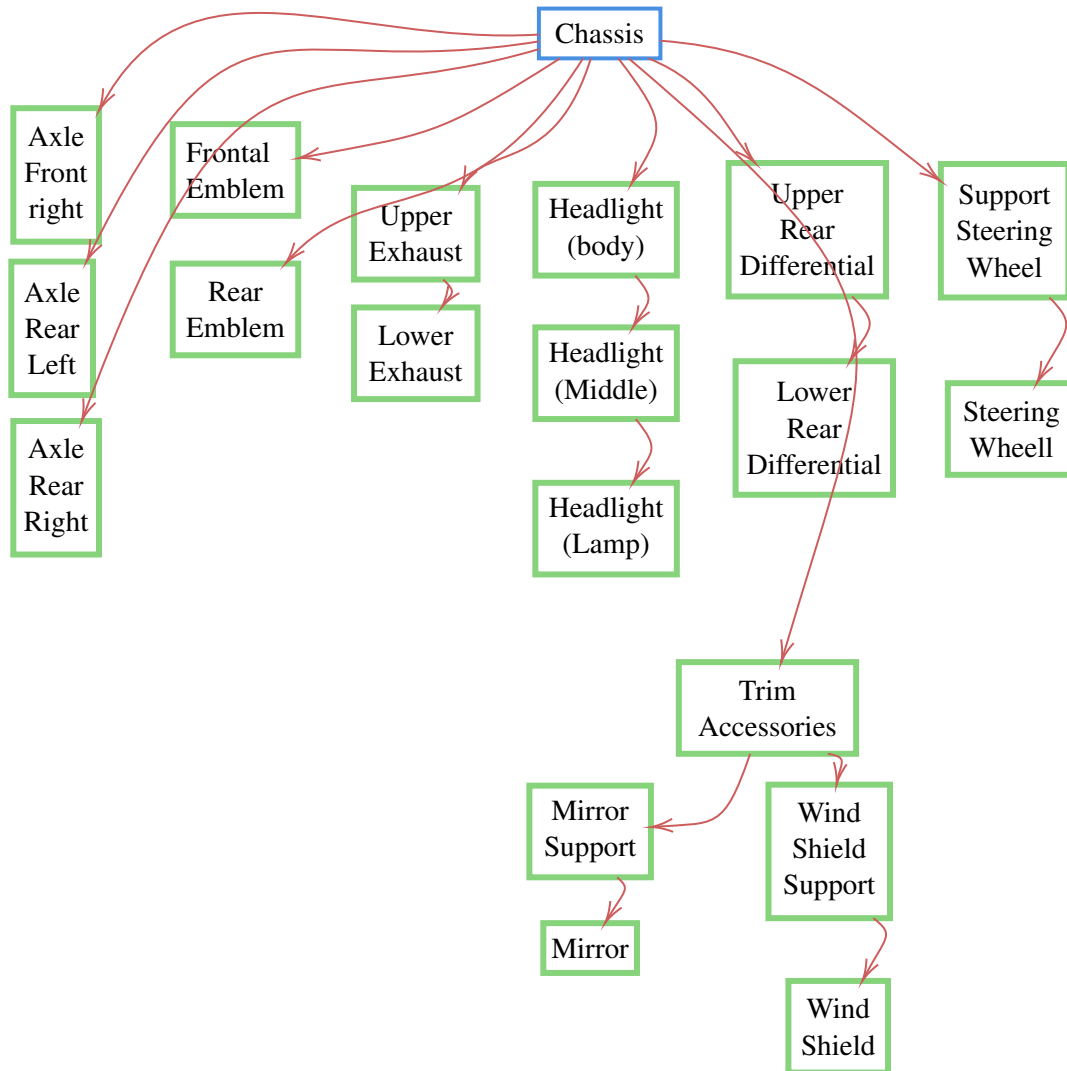 Chassis
Axle
Front
right
Frontal
Emblem
Upper
Exhaust
Headlight
(body)
Upper
Rear
Differential
Support
Steering
Wheel
Axle
Rear
Left
Rear
Emblem
Lower
Exhaust
Headlight
(Middle)
Lower
Rear
Differential
Steering
Wheell
Axle
Rear
Right
Headlight
(Lamp)
Trim
Accessories
Mirror
Support
Wind
Shield
Support
Mirror
Wind
Shield